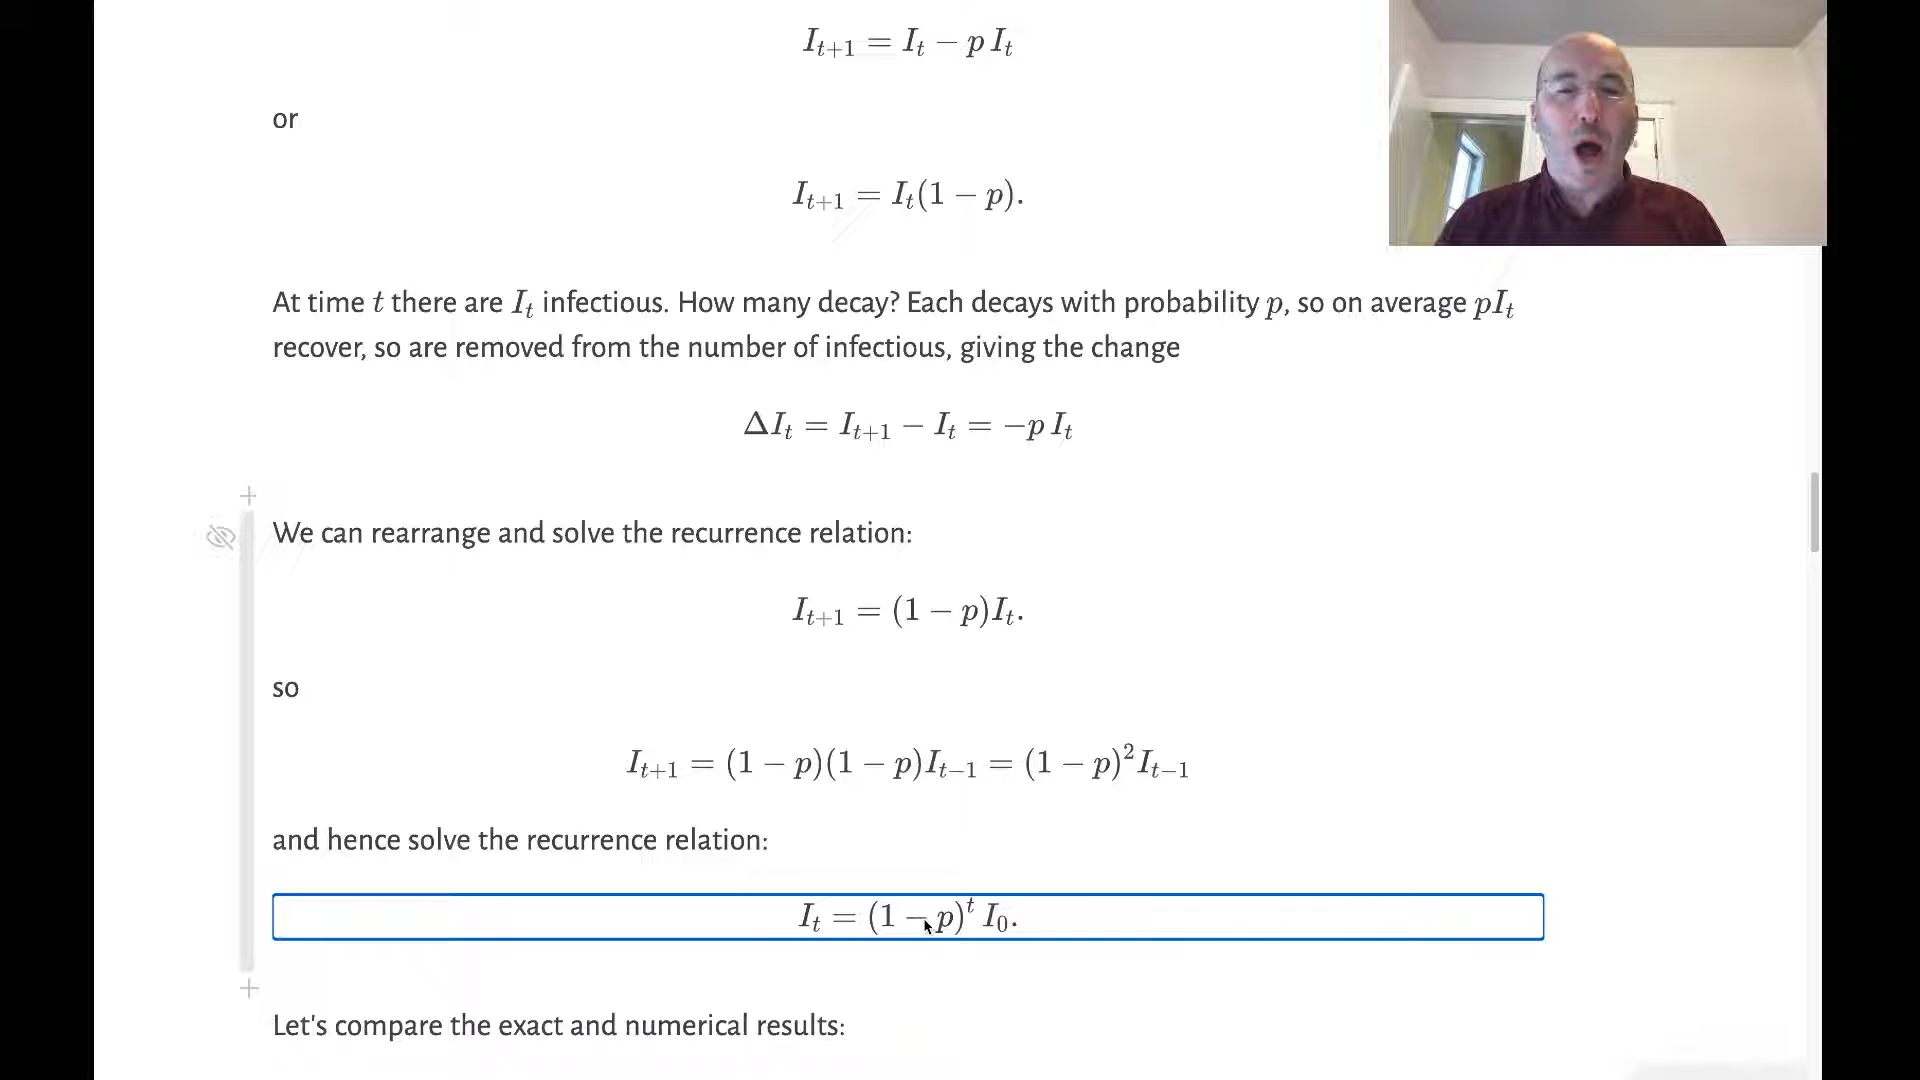 I_{t+1} = I_t − p I_t
or
I_{t+1} = I_t(1 − p).
At time t there are I_t infectious. How many decay? Each decays with probability p, so on average pI_t
recover, so are removed from the number of infectious, giving the change
ΔI_t = I_{t+1} − I_t = −p I_t
We can rearrange and solve the recurrence relation:
I_{t+1} = (1 − p)I_t.
so
I_{t+1} = (1 − p)(1 − p)I_{t−1} = (1 − p)^2 I_{t−1}
and hence solve the recurrence relation:
I_t = (1 − p)^t I_0.
Let's compare the exact and numerical results: